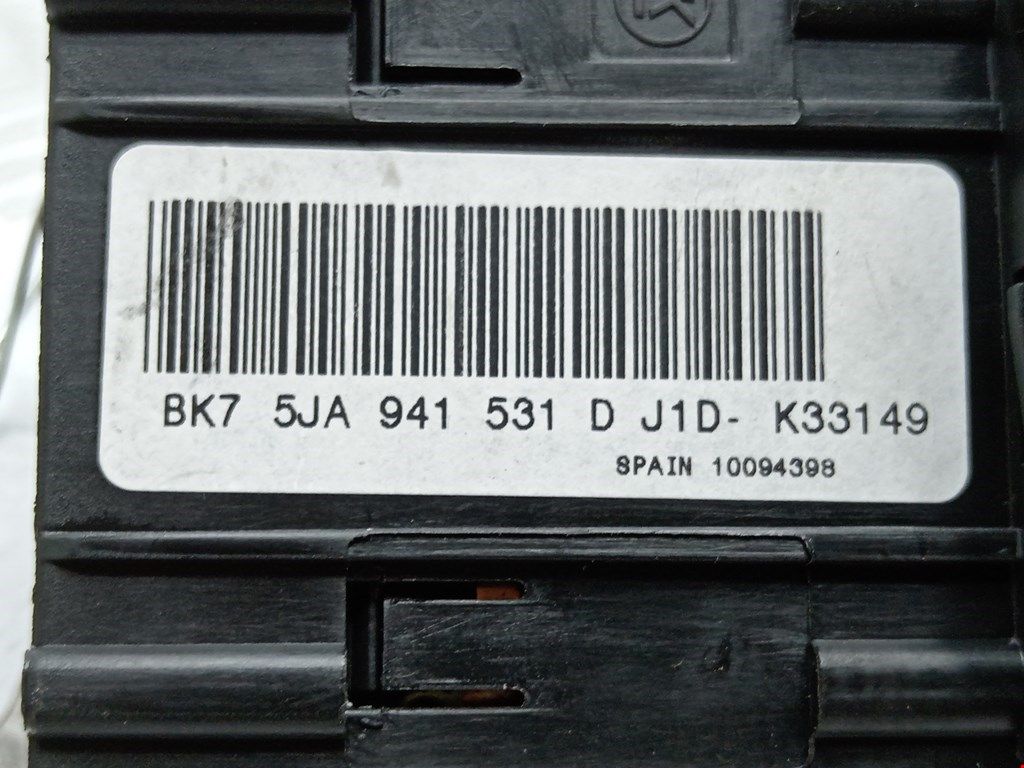 BK7 5JA 941 531 D J1D- K33149
SPAIN 10094398